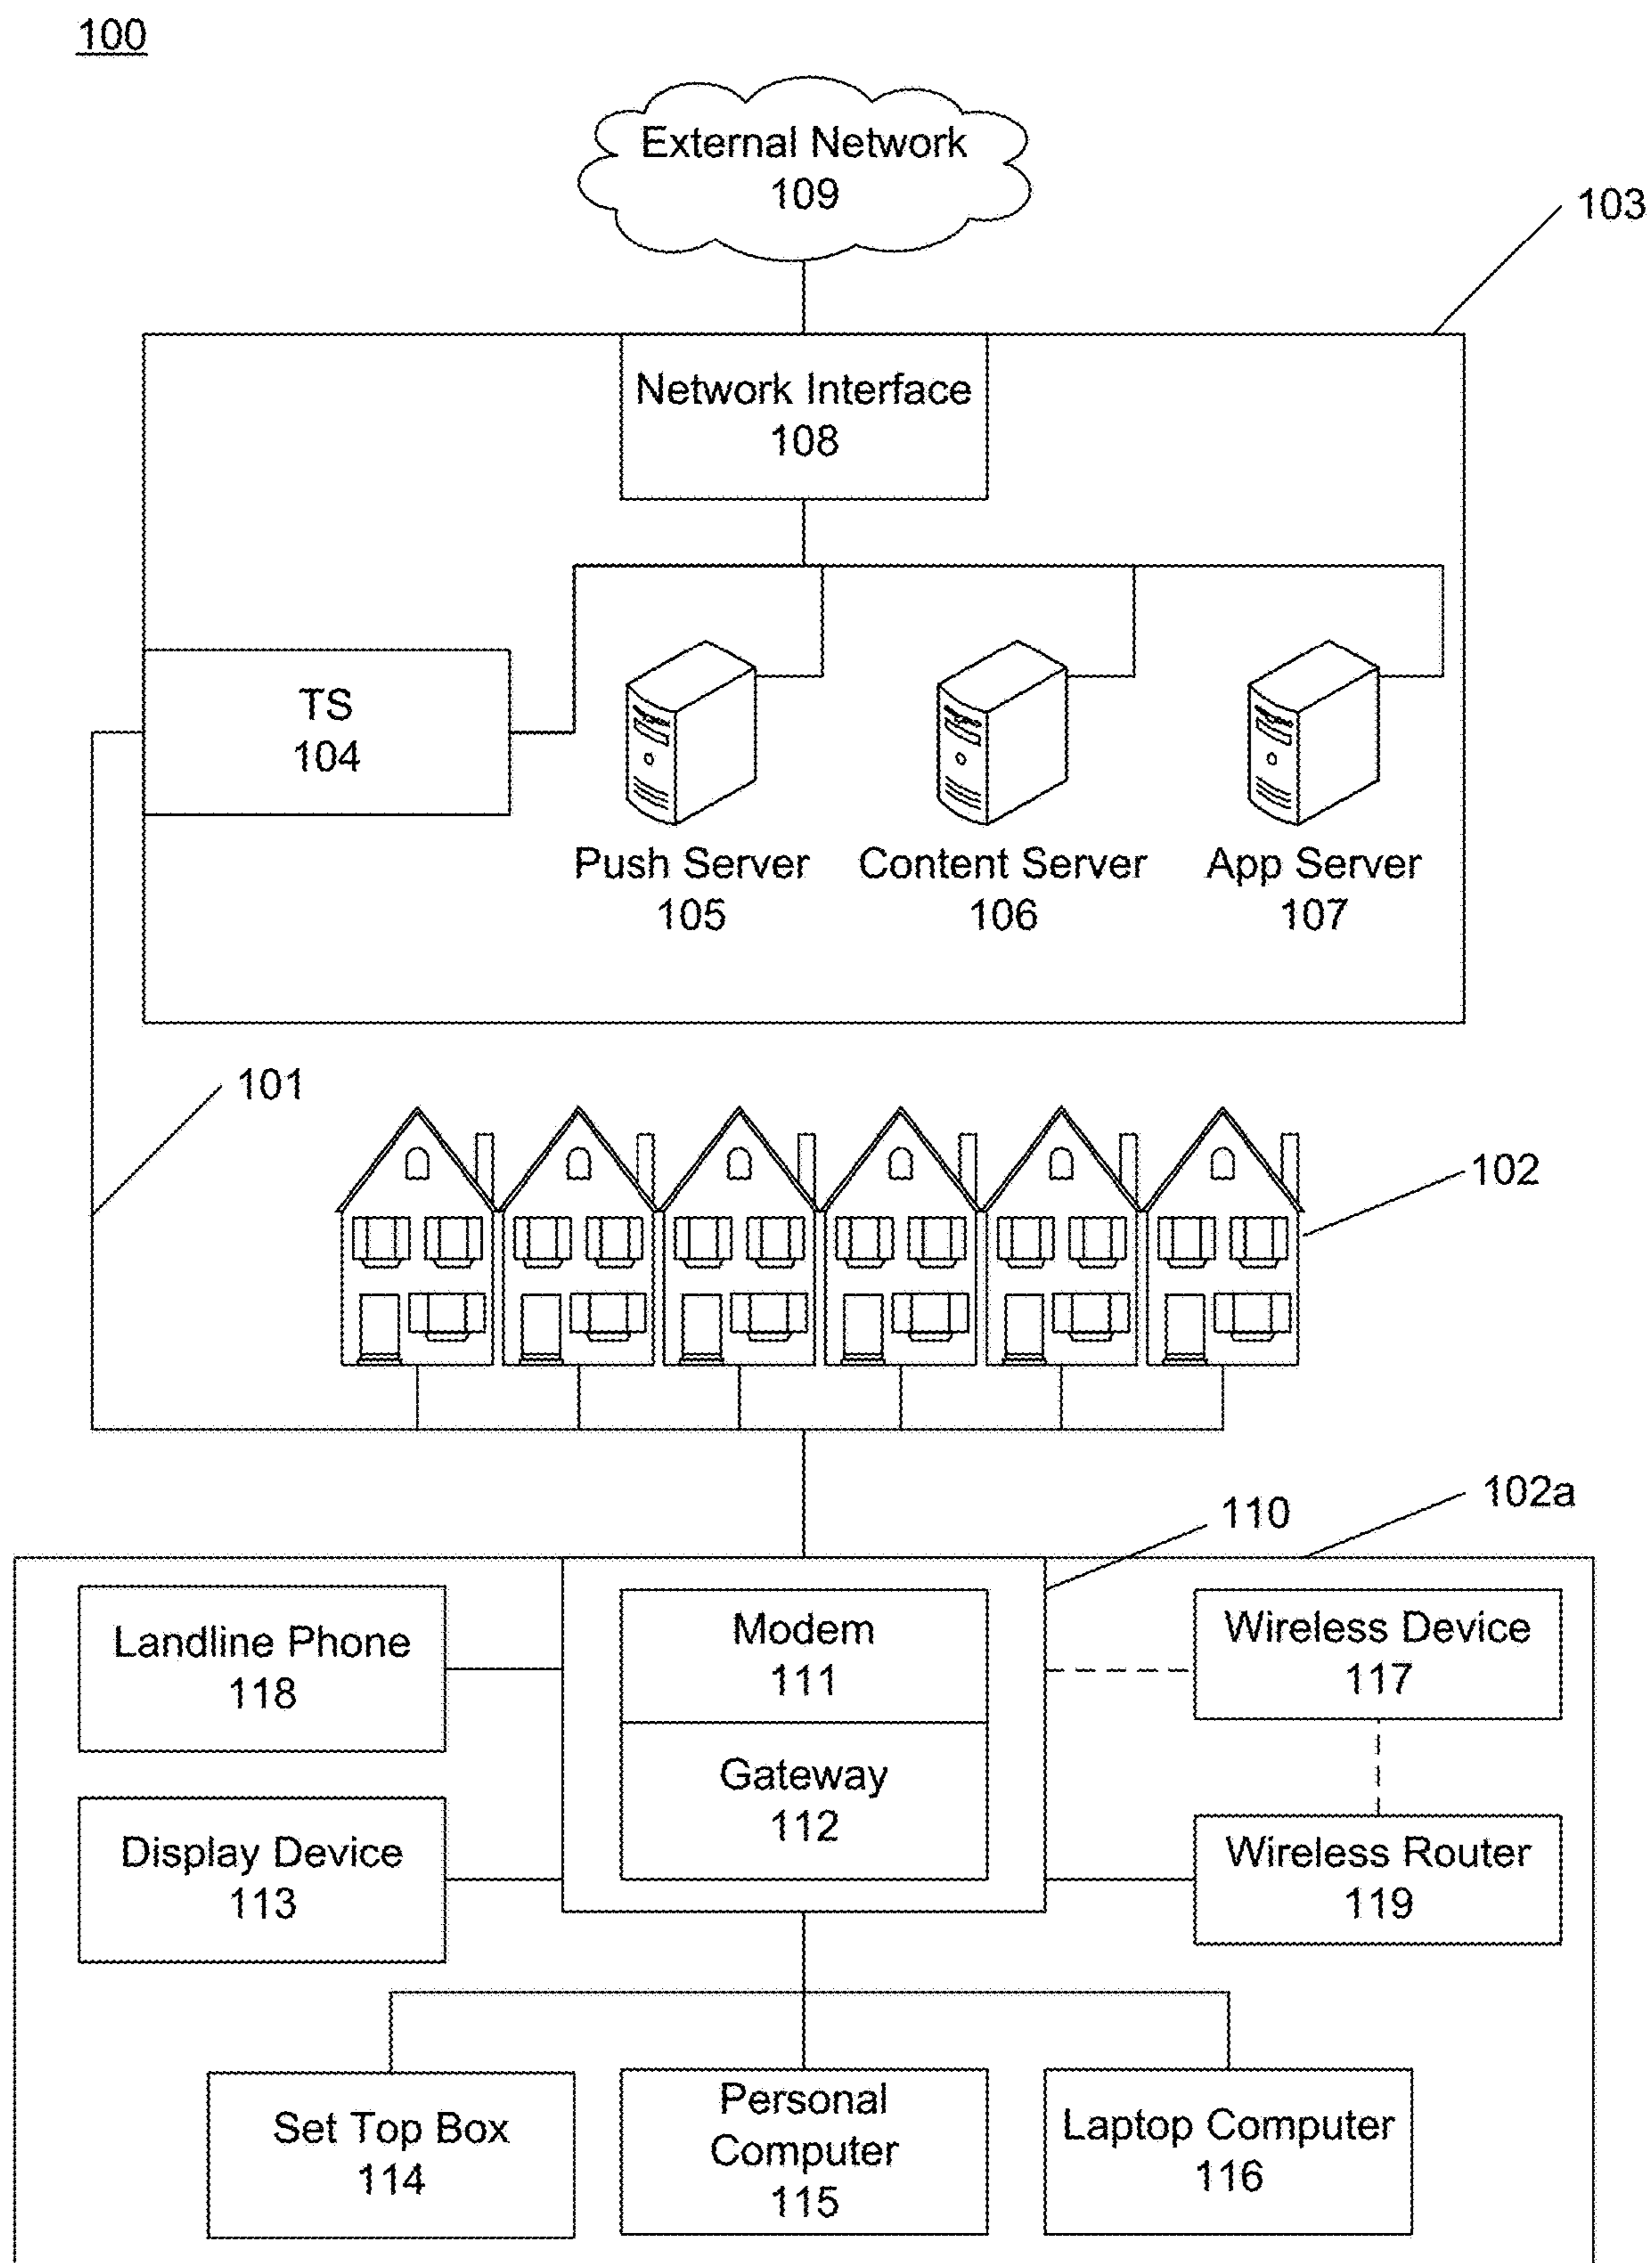 100
External Network
109
103
Network Interface
108
TS
104
Push Server
105
Content Server
106
App Server
107
101
102
102a
110
Landline Phone
118
Modem
111
Wireless Device
117
Gateway
112
Display Device
113
Wireless Router
119
Set Top Box
114
Personal
Computer
115
Laptop Computer
116